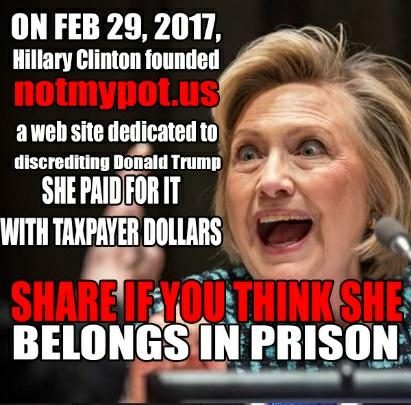 ON FEB 29, 2017,
Hillary Clinton founded
notmypot.us
a web site dedicated to
discrediting Donald Trump
SHE PAID FOR IT
WITH TAXPAYER DOLLARS
SHARE IF YOU THINK SHE
BELONGS IN PRISON